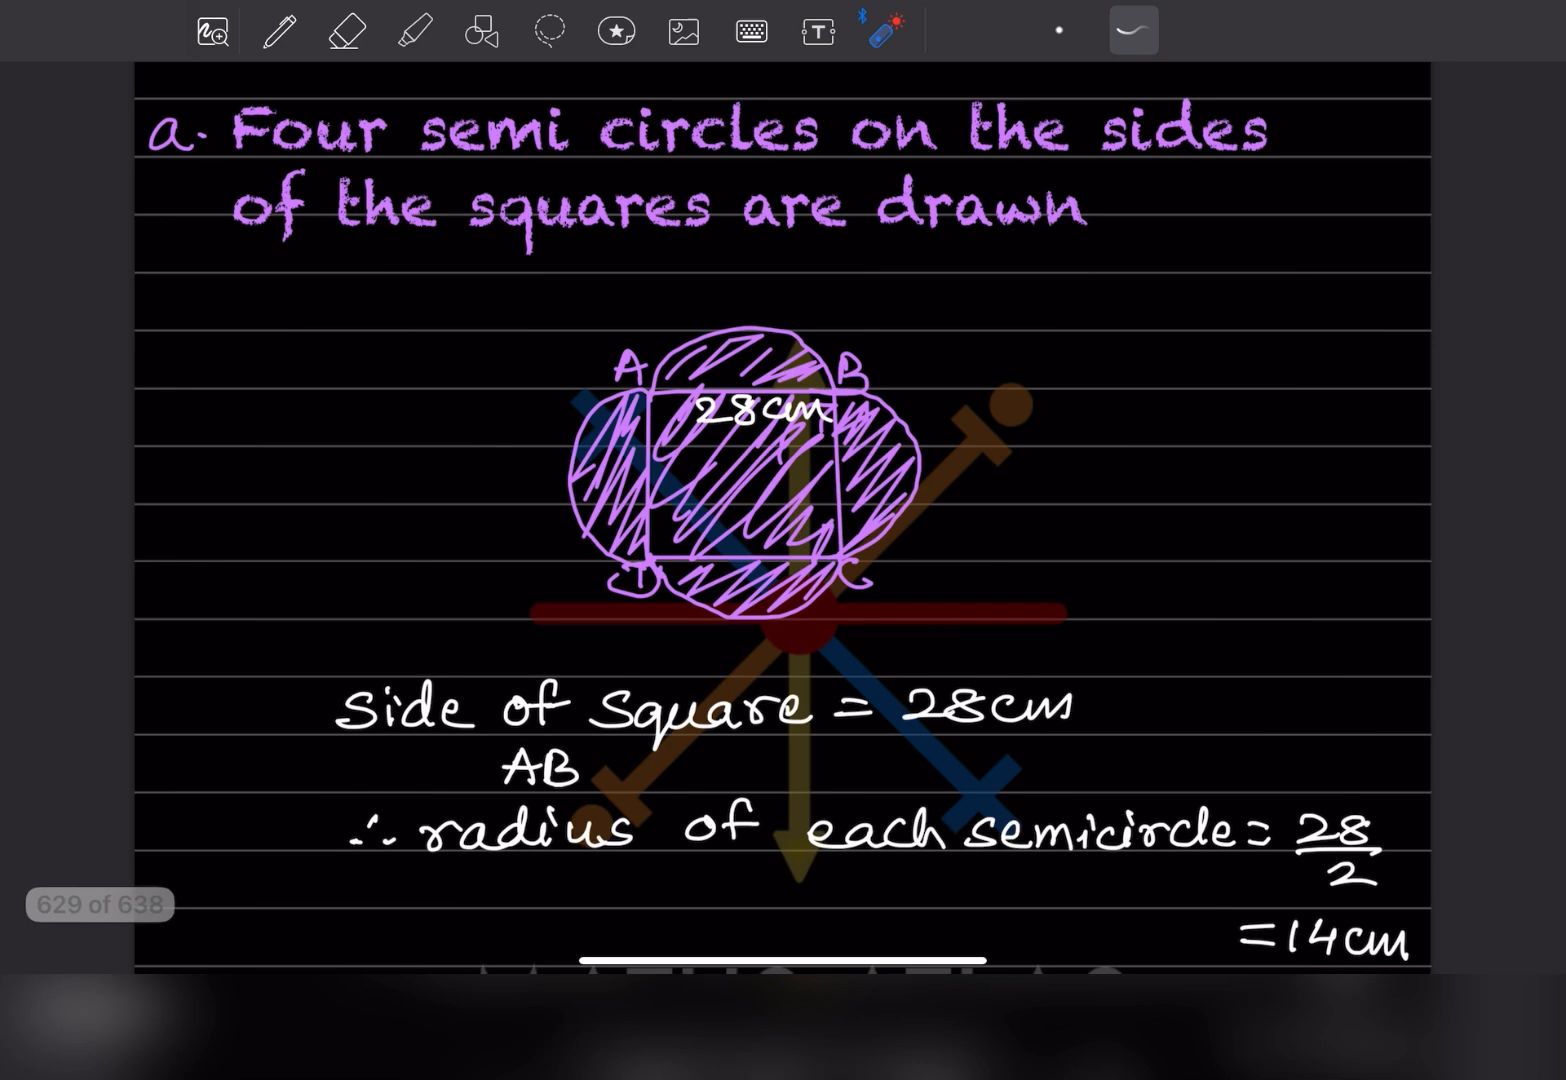 a. Four semi circles on the sides
of the squares are drawn
A B
28cm
D C
Side of Square = 28cm
AB
∴ radius of each semicircle = 28/2
= 14cm
629 of 638